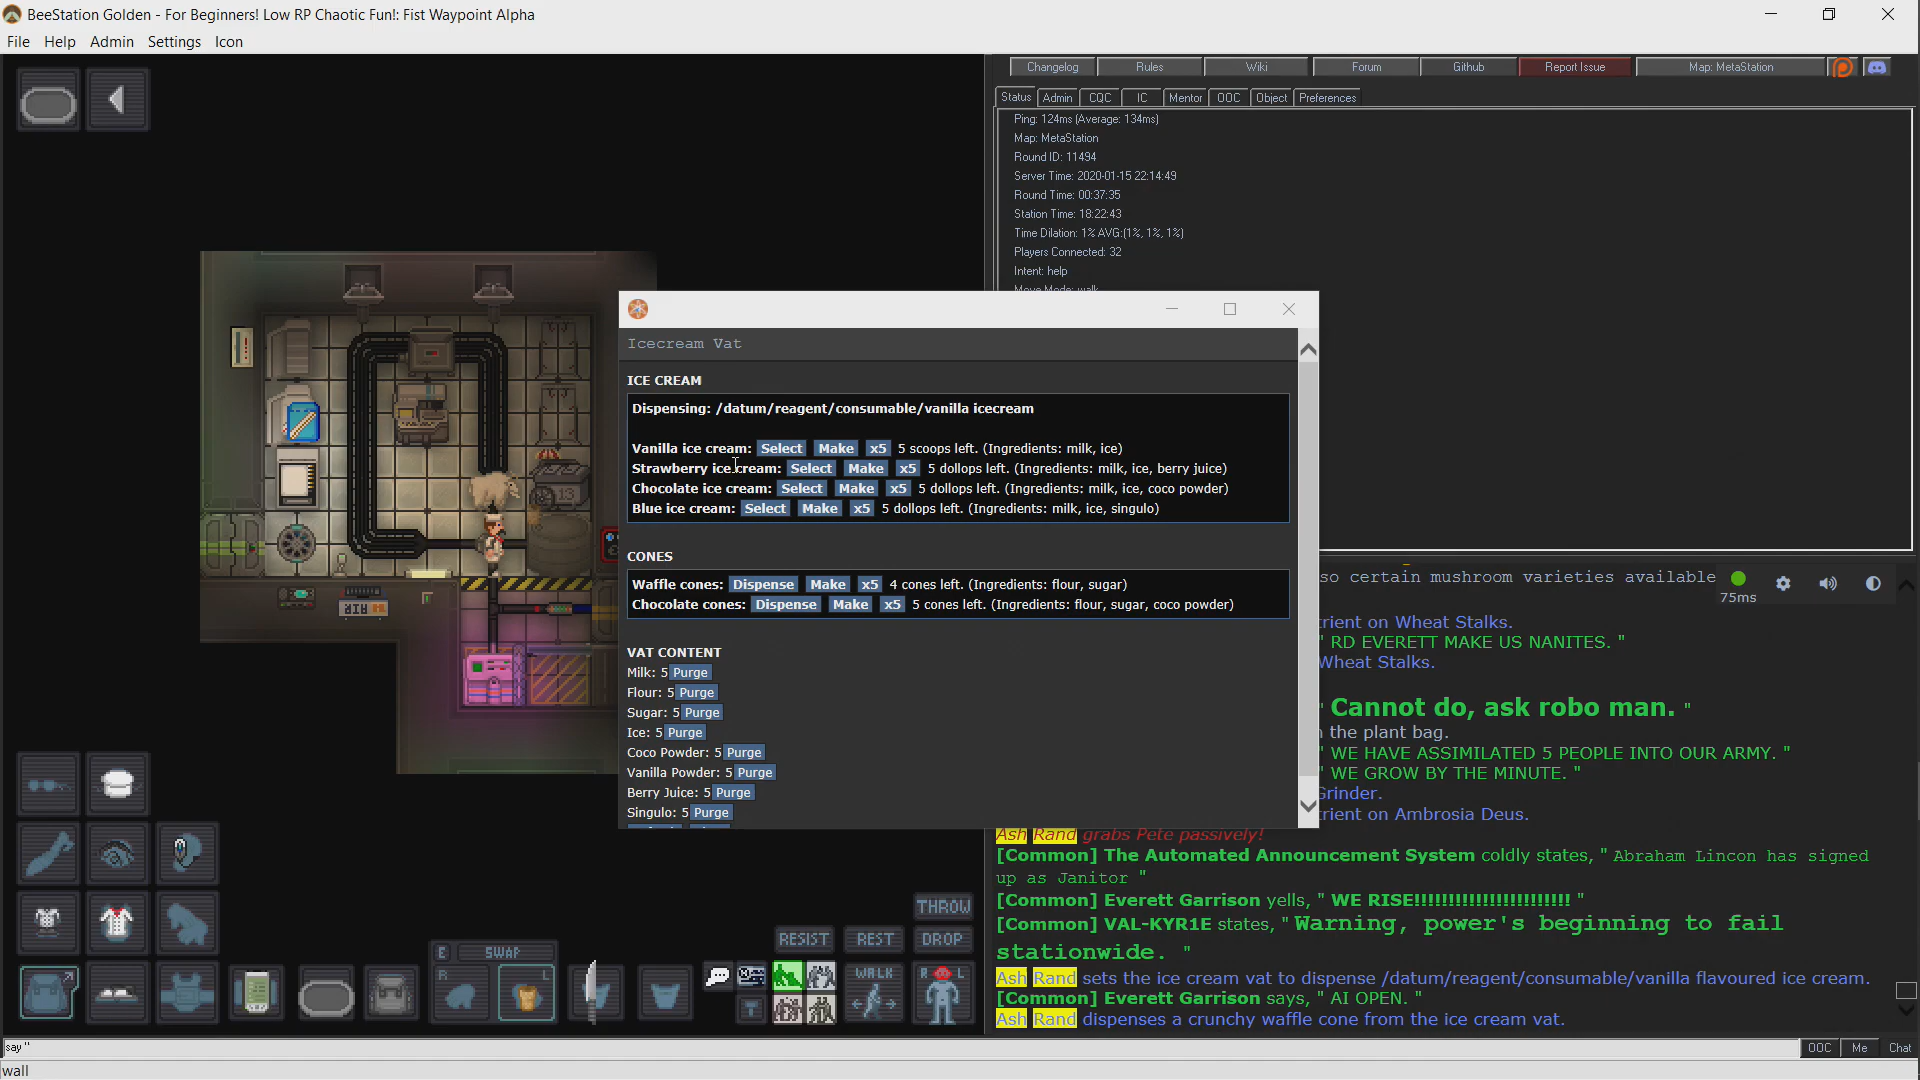 BeeStation Golden - For Beginners! Low RP Chaotic Fun!: Fist Waypoint Alpha
File Help Admin Settings Icon
Changelog Rules Wiki Forum Github Report Issue Map: MetaStation
Status Admin CQC IC Mentor OOC Object Preferences
Ping: 124ms (Average: 134ms)
Map: MetaStation
Round ID: 11494
Server Time: 2020-01-15 22:14:49
Round Time: 00:37:35
Station Time: 18:22:43
Time Dilation: 1% AVG:(1%, 1%, 1%)
Players Connected: 32
Intent: help
Move Mode: walk
Icecream Vat
ICE CREAM
Dispensing: /datum/reagent/consumable/vanilla icecream
Vanilla ice cream: Select Make x5 5 scoops left. (Ingredients: milk, ice)
Strawberry ice cream: Select Make x5 5 dollops left. (Ingredients: milk, ice, berry juice)
Chocolate ice cream: Select Make x5 5 dollops left. (Ingredients: milk, ice, coco powder)
Blue ice cream: Select Make x5 5 dollops left. (Ingredients: milk, ice, singulo)
CONES
Waffle cones: Dispense Make x5 4 cones left. (Ingredients: flour, sugar)
Chocolate cones: Dispense Make x5 5 cones left. (Ingredients: flour, sugar, coco powder)
VAT CONTENT
Milk: 5 Purge
Flour: 5 Purge
Sugar: 5 Purge
Ice: 5 Purge
Coco Powder: 5 Purge
Vanilla Powder: 5 Purge
Berry Juice: 5 Purge
Singulo: 5 Purge
so certain mushroom varieties available
75ms
trient on Wheat Stalks.
" RD EVERETT MAKE US NANITES. "
Wheat Stalks.
" Cannot do, ask robo man. "
the plant bag.
" WE HAVE ASSIMILATED 5 PEOPLE INTO OUR ARMY. "
" WE GROW BY THE MINUTE. "
Grinder.
trient on Ambrosia Deus.
Ash Rand grabs Pete passively!
[Common] The Automated Announcement System coldly states, " Abraham Lincon has signed
up as Janitor "
[Common] Everett Garrison yells, " WE RISE!!!!!!!!!!!!!!!!!!!!!!! "
[Common] VAL-KYR1E states, " Warning, power's beginning to fail
stationwide. "
Ash Rand sets the ice cream vat to dispense /datum/reagent/consumable/vanilla flavoured ice cream.
[Common] Everett Garrison says, " AI OPEN. "
Ash Rand dispenses a crunchy waffle cone from the ice cream vat.
THROW
RESIST REST DROP
E SWAP
R L
WALK
R L
13
say "
OOC Me Chat
wall